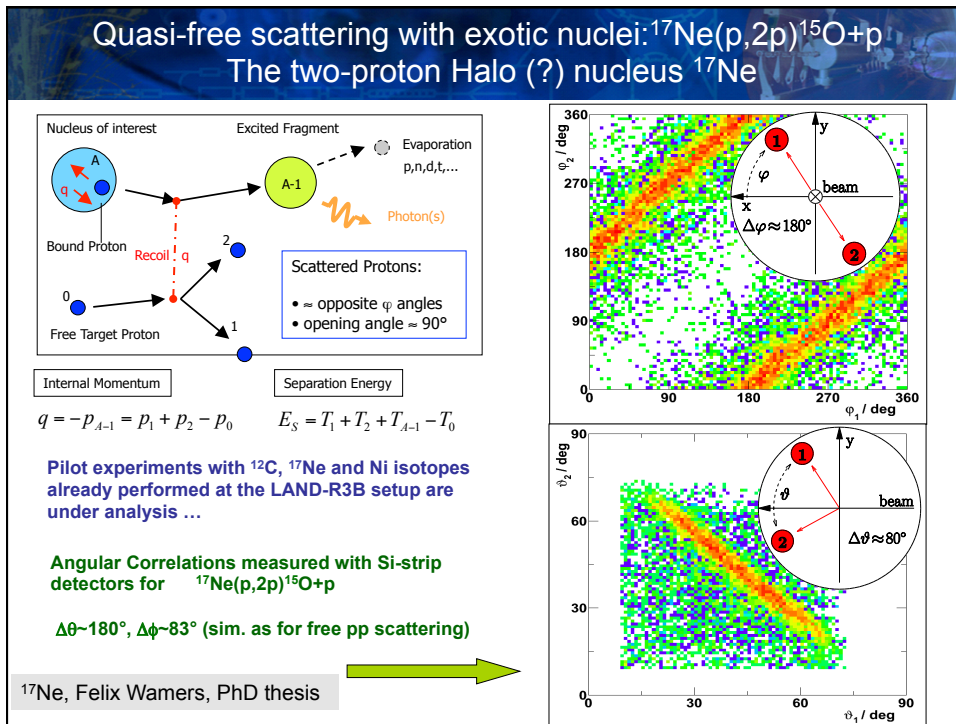 Quasi-free scattering with exotic nuclei:¹⁷Ne(p,2p)¹⁵O+p
The two-proton Halo (?) nucleus ¹⁷Ne
Nucleus of interest
Excited Fragment
A
q
A-1
Evaporation
p,n,d,t,...
Photon(s)
Bound Proton
Recoil
q
2
0
1
Free Target Proton
Scattered Protons:
• ≈ opposite φ angles
• opening angle ≈ 90°
Internal Momentum
Separation Energy
q = −p_{A−1} = p₁ + p₂ − p₀
E_S = T₁ + T₂ + T_{A−1} − T₀
Pilot experiments with ¹²C, ¹⁷Ne and Ni isotopes
already performed at the LAND-R3B setup are
under analysis …
Angular Correlations measured with Si-strip
detectors for ¹⁷Ne(p,2p)¹⁵O+p
Δθ~180°, Δϕ~83° (sim. as for free pp scattering)
¹⁷Ne, Felix Wamers, PhD thesis
φ₂ / deg
360
270
180
90
0
0
90
180
270
360
φ₁ / deg
1
y
φ
beam
x
Δφ≈180°
2
ϑ₂ / deg
90
60
30
0
0
30
60
90
ϑ₁ / deg
1
y
ϑ
beam
2
Δϑ≈80°